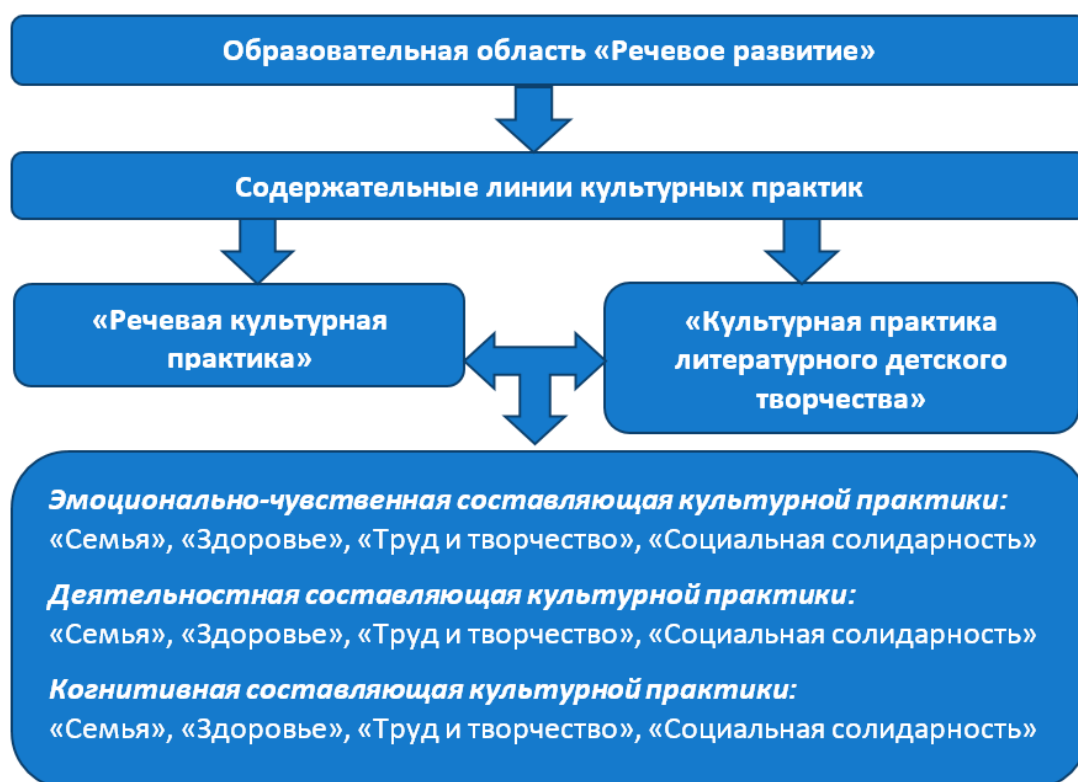 Образовательная область «Речевое развитие»
Содержательные линии культурных практик
«Речевая культурная
практика»
«Культурная практика
литературного детского
творчества»
Эмоционально-чувственная составляющая культурной практики:
«Семья», «Здоровье», «Труд и творчество», «Социальная солидарность»
Деятельностная составляющая культурной практики:
«Семья», «Здоровье», «Труд и творчество», «Социальная солидарность»
Когнитивная составляющая культурной практики:
«Семья», «Здоровье», «Труд и творчество», «Социальная солидарность»